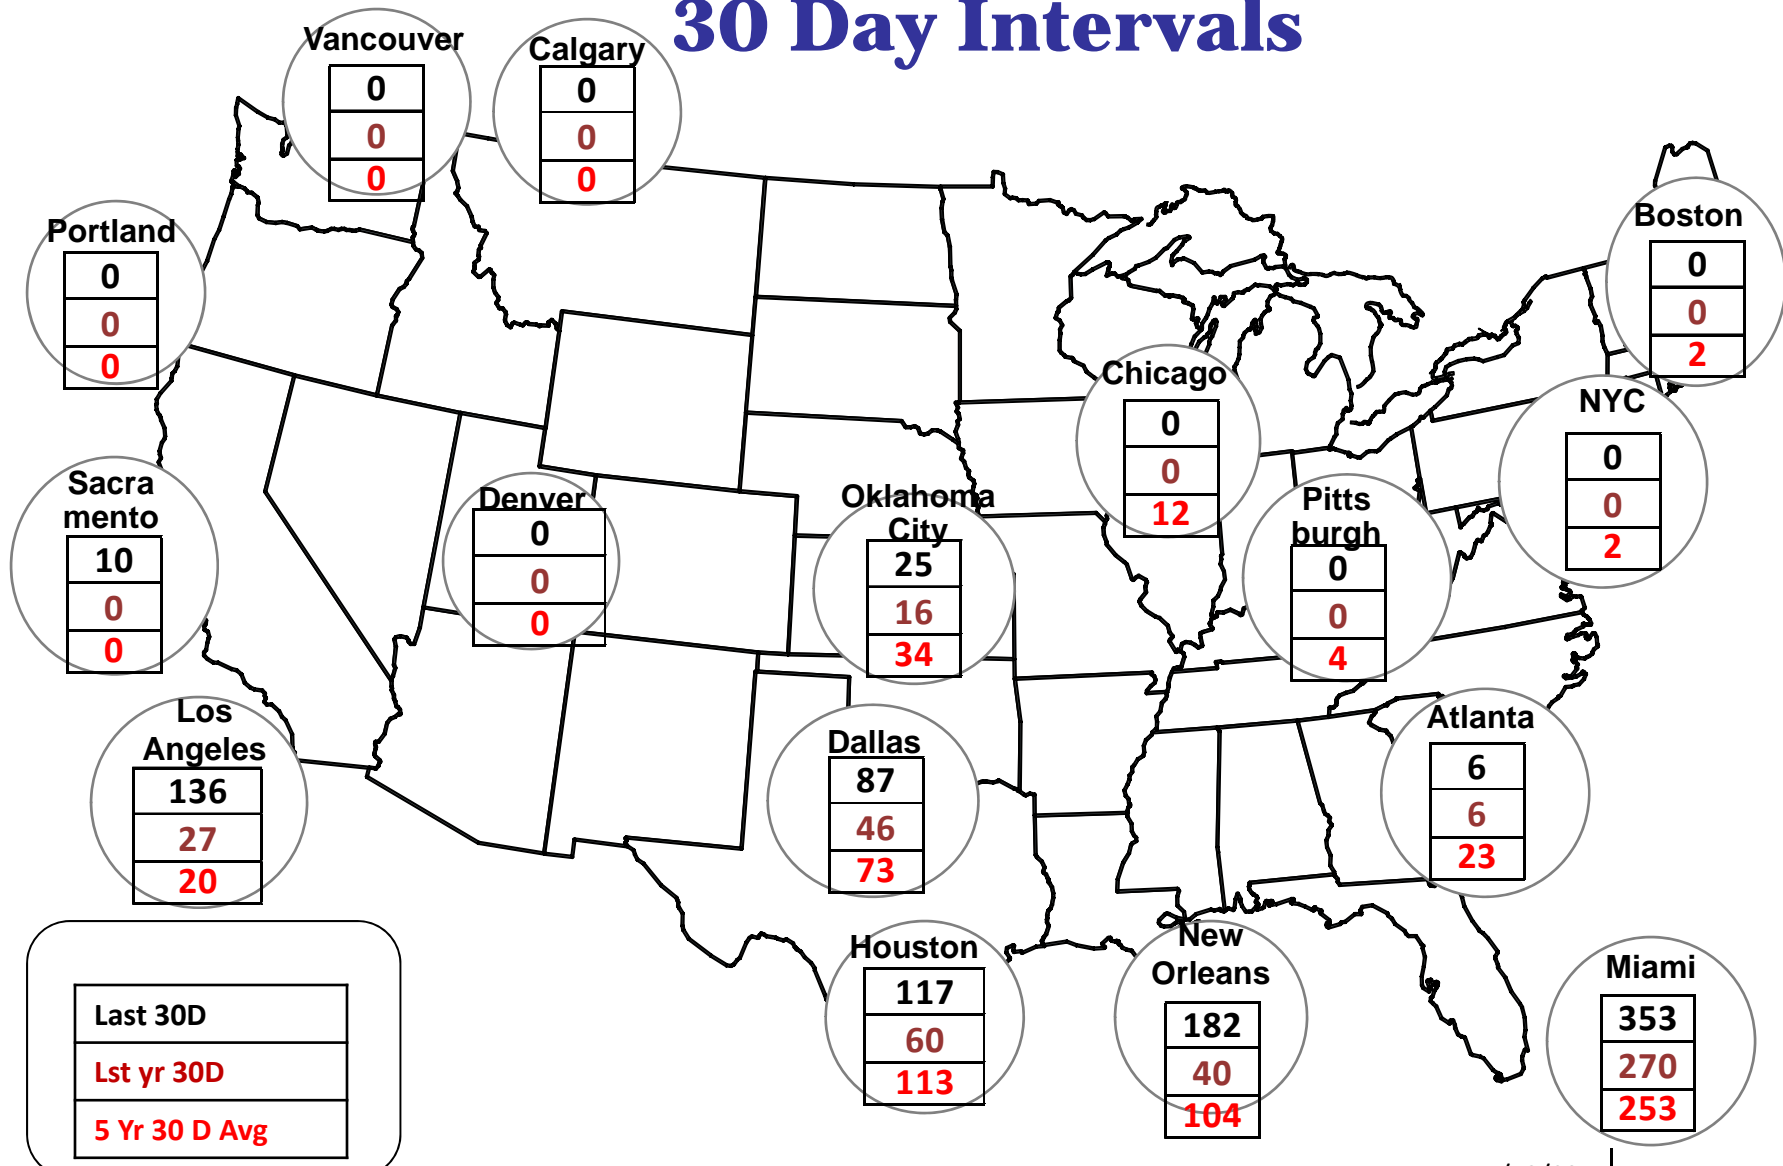 30 Day Intervals
Vancouver
0
0
0
Calgary
0
0
0
Portland
0
0
0
Boston
0
0
2
Chicago
0
0
12
NYC
0
0
2
Sacra
mento
10
0
0
Denver
0
0
0
Oklahoma
City
25
16
34
Pitts
burgh
0
0
4
Los
Angeles
136
27
20
Dallas
87
46
73
Atlanta
6
6
23
Houston
117
60
113
New
Orleans
182
40
104
Miami
353
270
253
Last 30D
Lst yr 30D
5 Yr 30 D Avg